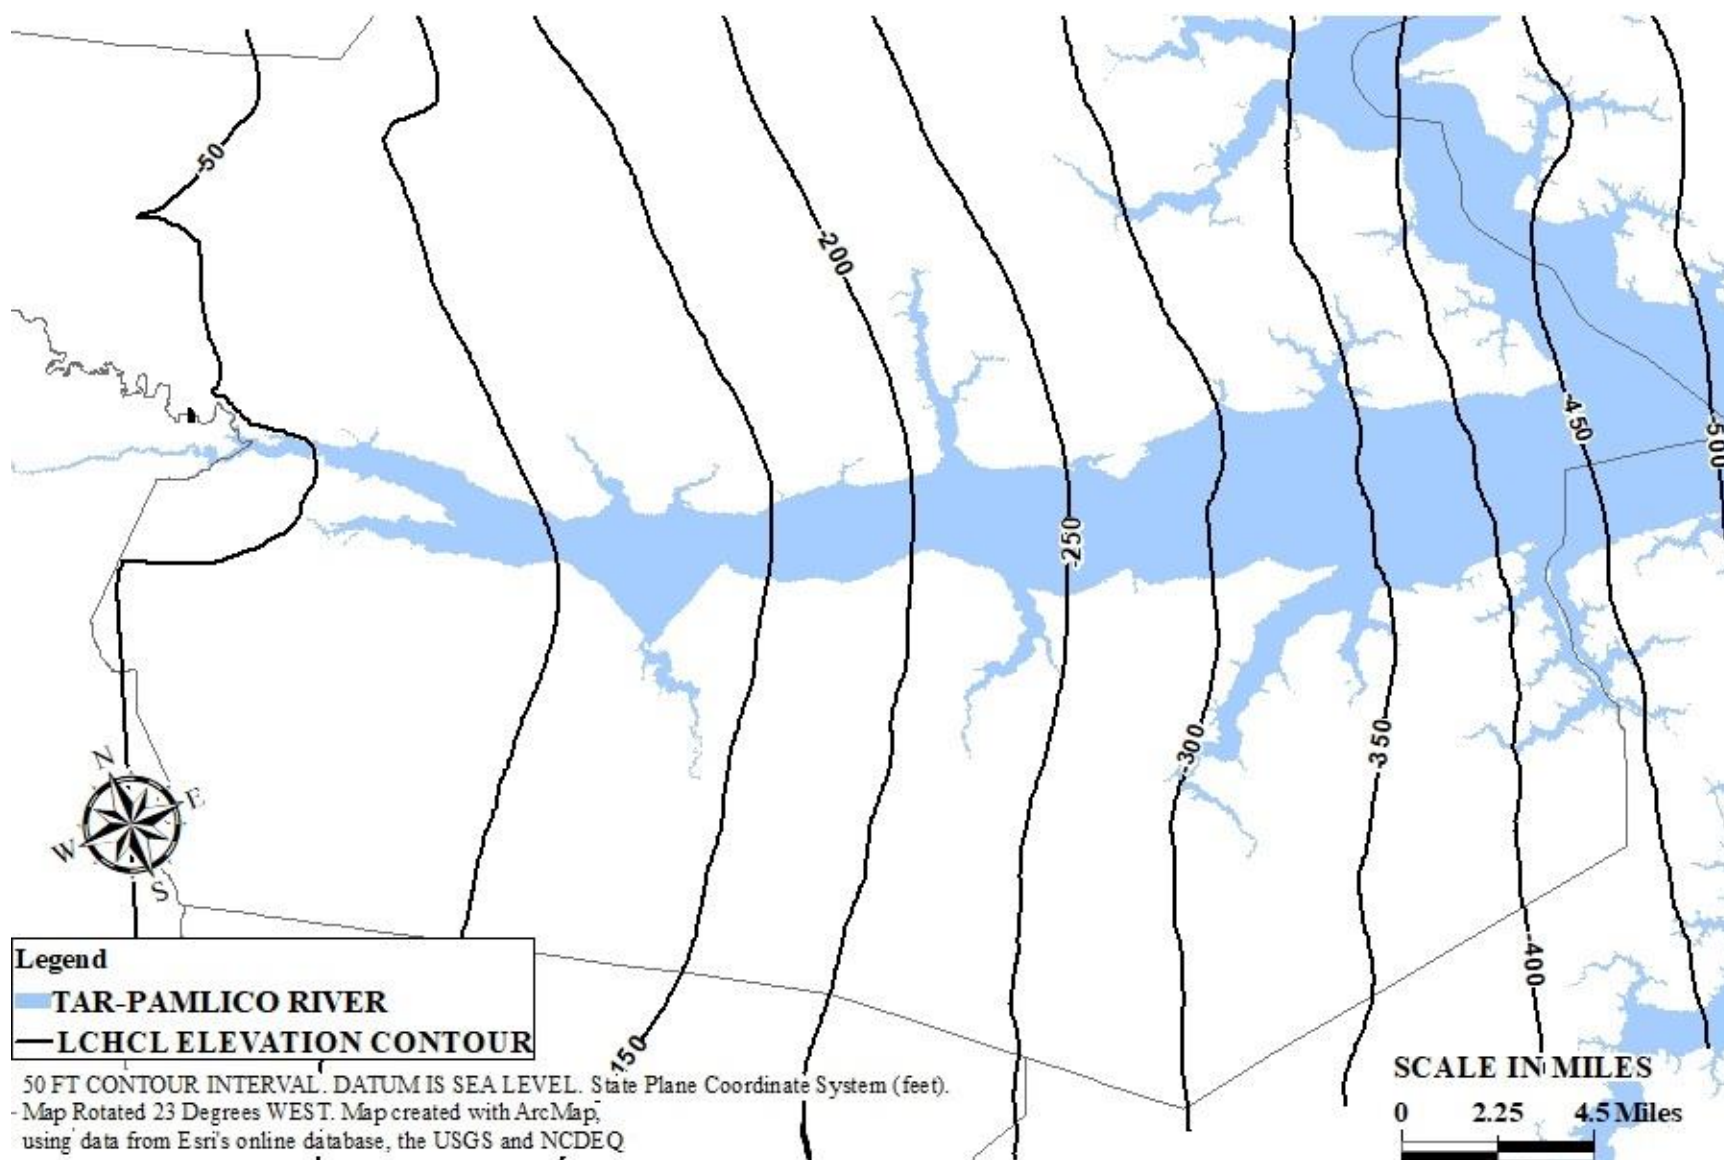 -50
-200
-450
-500
-250
-300
-350
N
E
W
S
-400
Legend
TAR-PAMLICO RIVER
LCHCL ELEVATION CONTOUR
-150
50 FT CONTOUR INTERVAL. DATUM IS SEA LEVEL. State Plane Coordinate System (feet).
Map Rotated 23 Degrees WEST. Map created with ArcMap,
using data from Esri's online database, the USGS and NCDEQ
SCALE IN MILES
0 2.25 4.5 Miles